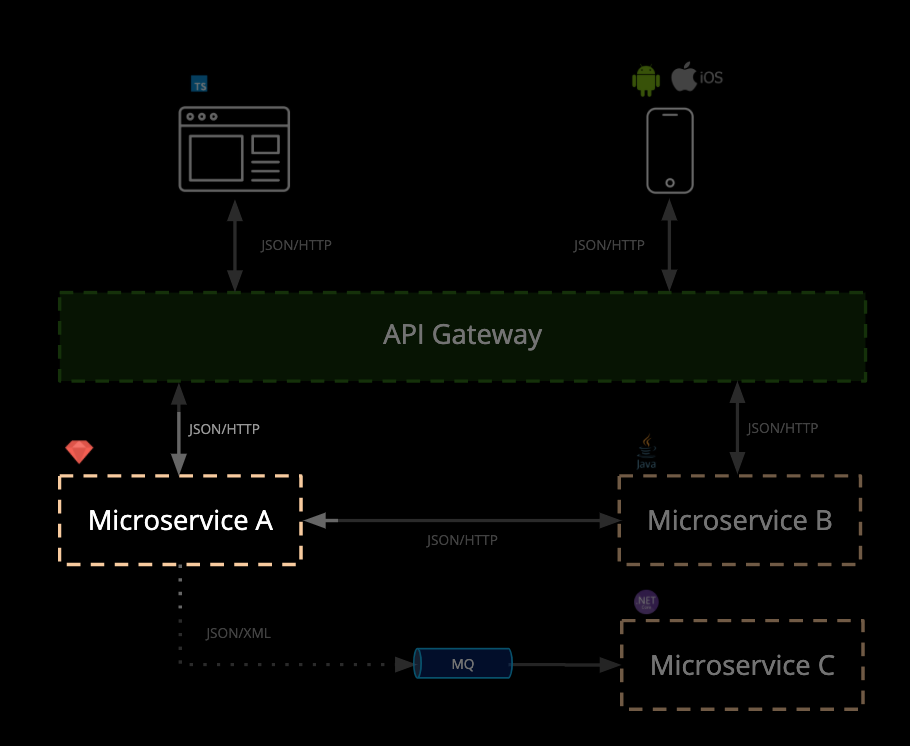 TS
iOS
JSON/HTTP
JSON/HTTP
API Gateway
JSON/HTTP
JSON/HTTP
Java
Microservice A
Microservice B
JSON/HTTP
NET
Core
JSON/XML
MQ
Microservice C